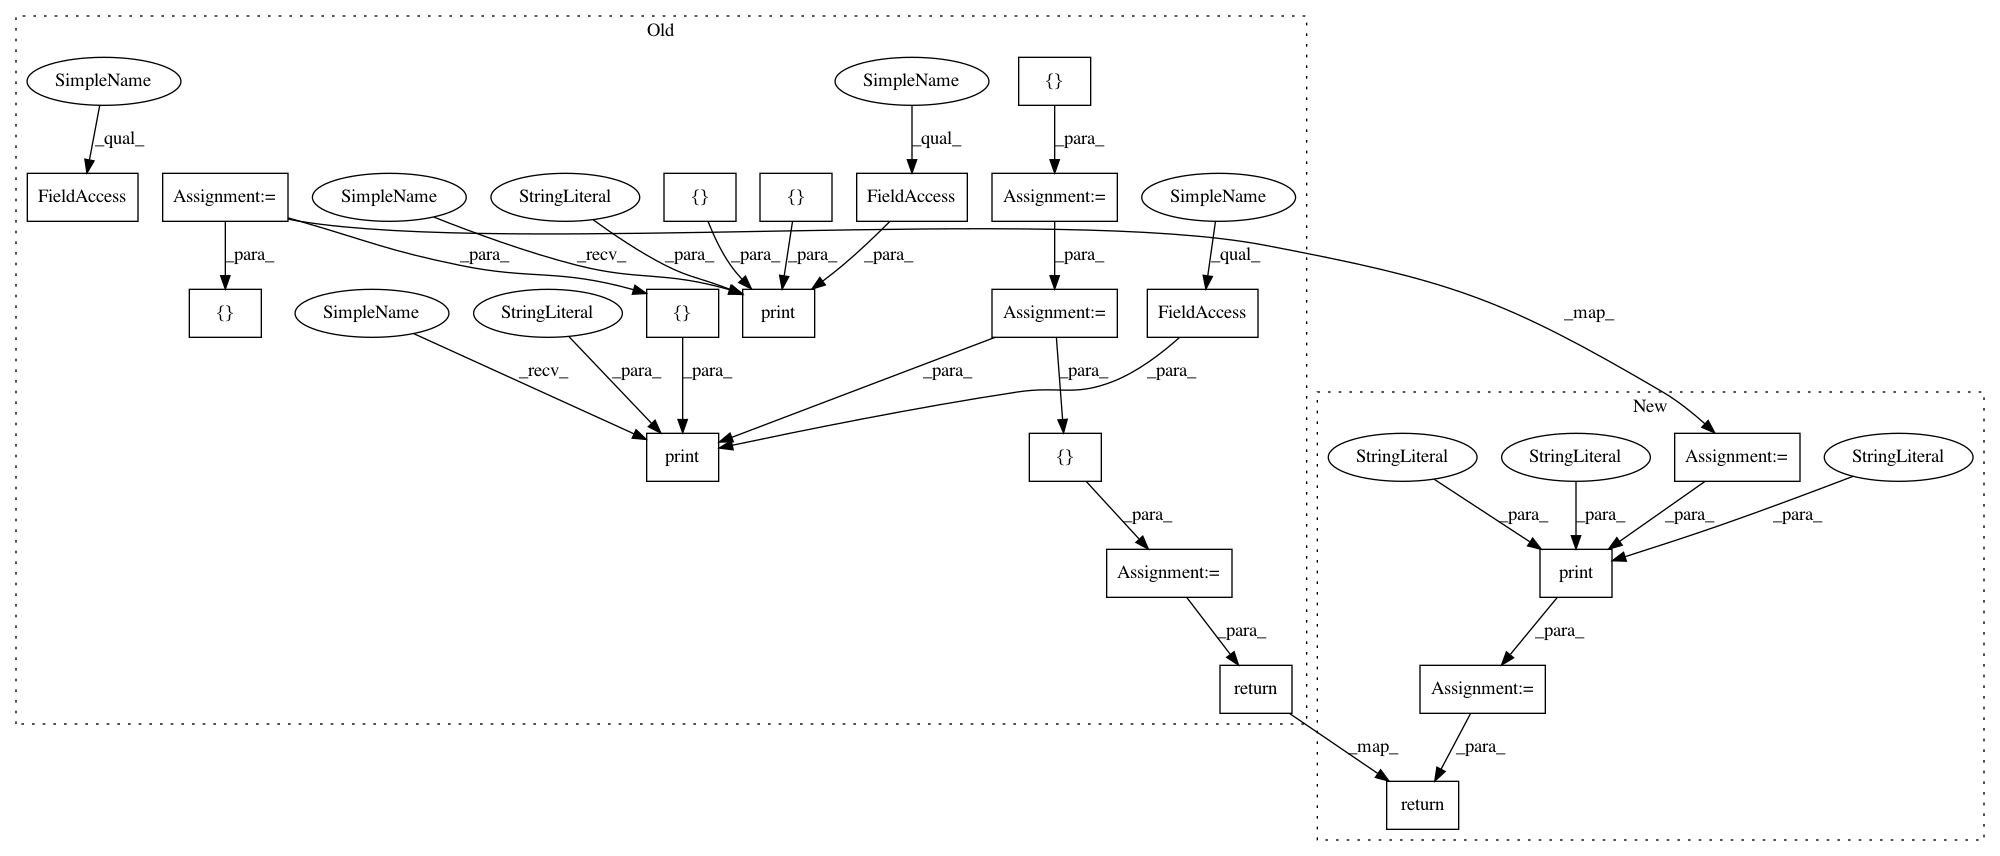 Old
SimpleName
SimpleName
{}
_qual_
_qual_
_para_
FieldAccess
Assignment:=
SimpleName
StringLiteral
{}
{}
FieldAccess
Assignment:=
SimpleName
_para_
_para_
_recv_
_para_
_para_
_para_
_para_
_para_
_qual_
{}
SimpleName
StringLiteral
{}
print
Assignment:=
FieldAccess
_map_
_recv_
_para_
_para_
_para_
_para_
_para_
New
print
{}
StringLiteral
StringLiteral
Assignment:=
StringLiteral
_para_
_para_
_para_
_para_
_para_
Assignment:=
print
_para_
_para_
return
Assignment:=
_map_
_para_
return